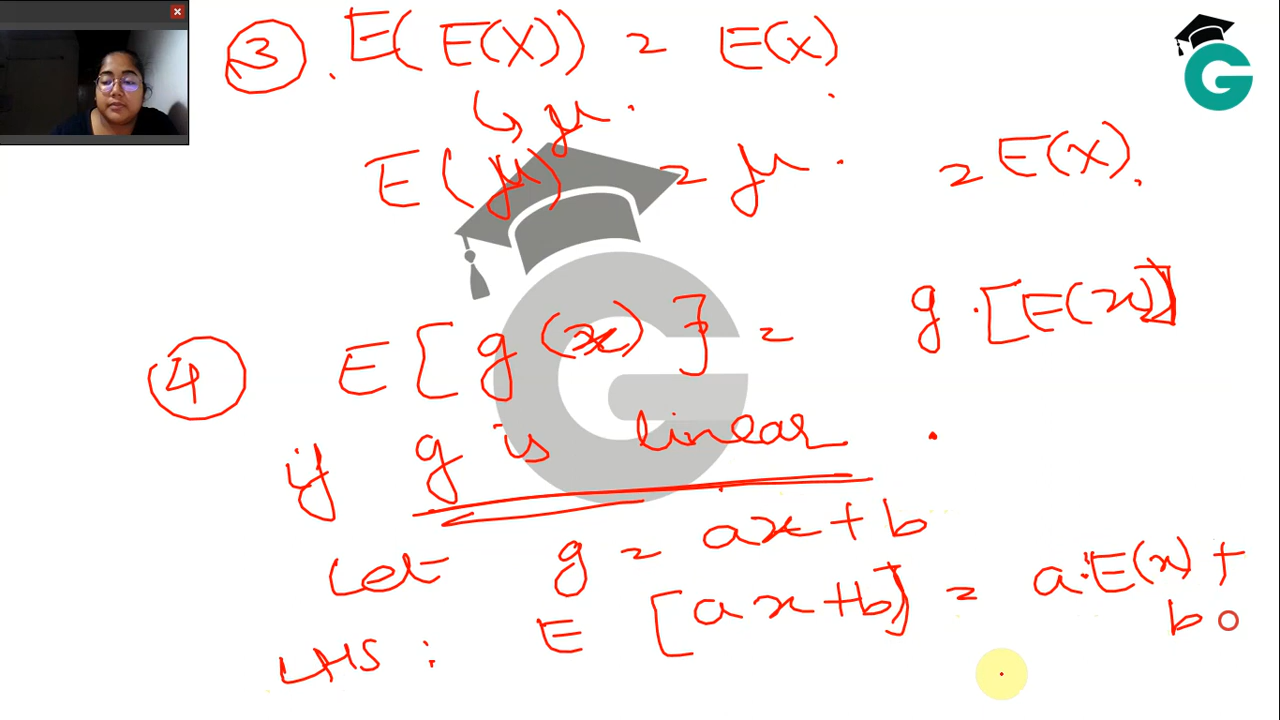 ③. E(E(X)) = E(x)
↳ μ.
E(μ) = μ. = E(X).
④ E[g(x)] = g.[E(x)]
if g is linear.
Let g = ax+b
LHS: E [ax+b] = a.E(x) +
b